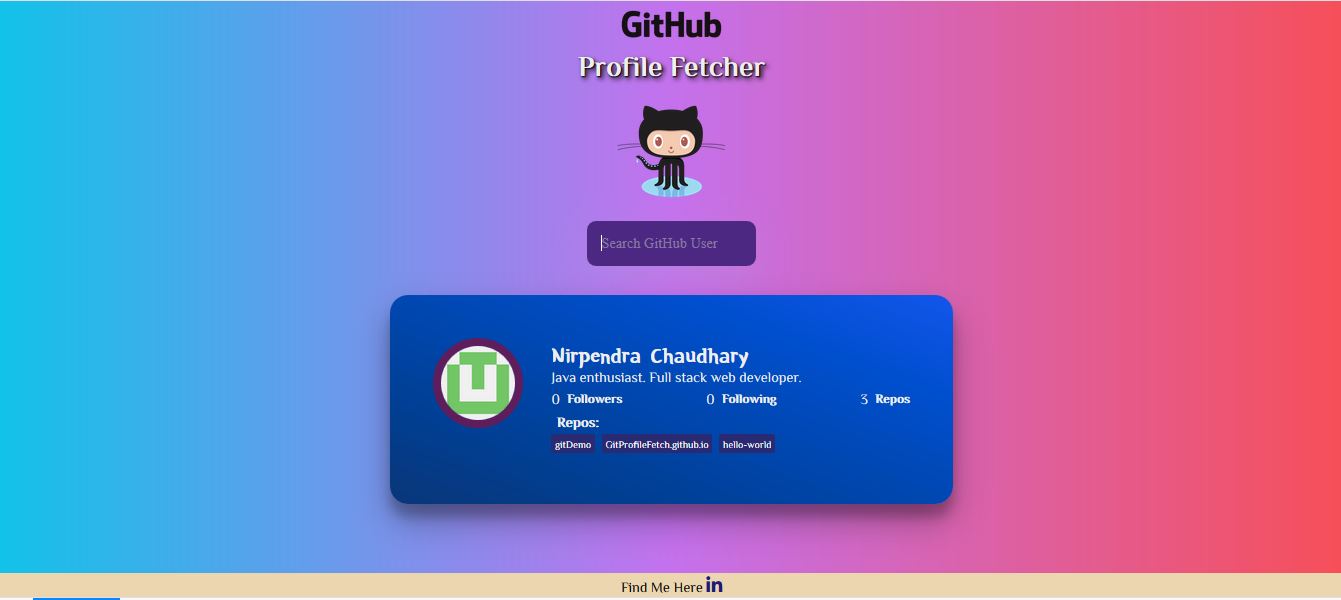 GitHub
Profile Fetcher
Search GitHub User
Nirpendra Chaudhary
Java enthusiast. Full stack web developer.
0 Followers 0 Following 3 Repos
Repos:
gitDemo GitProfileFetch.github.io hello-world
Find Me Here in